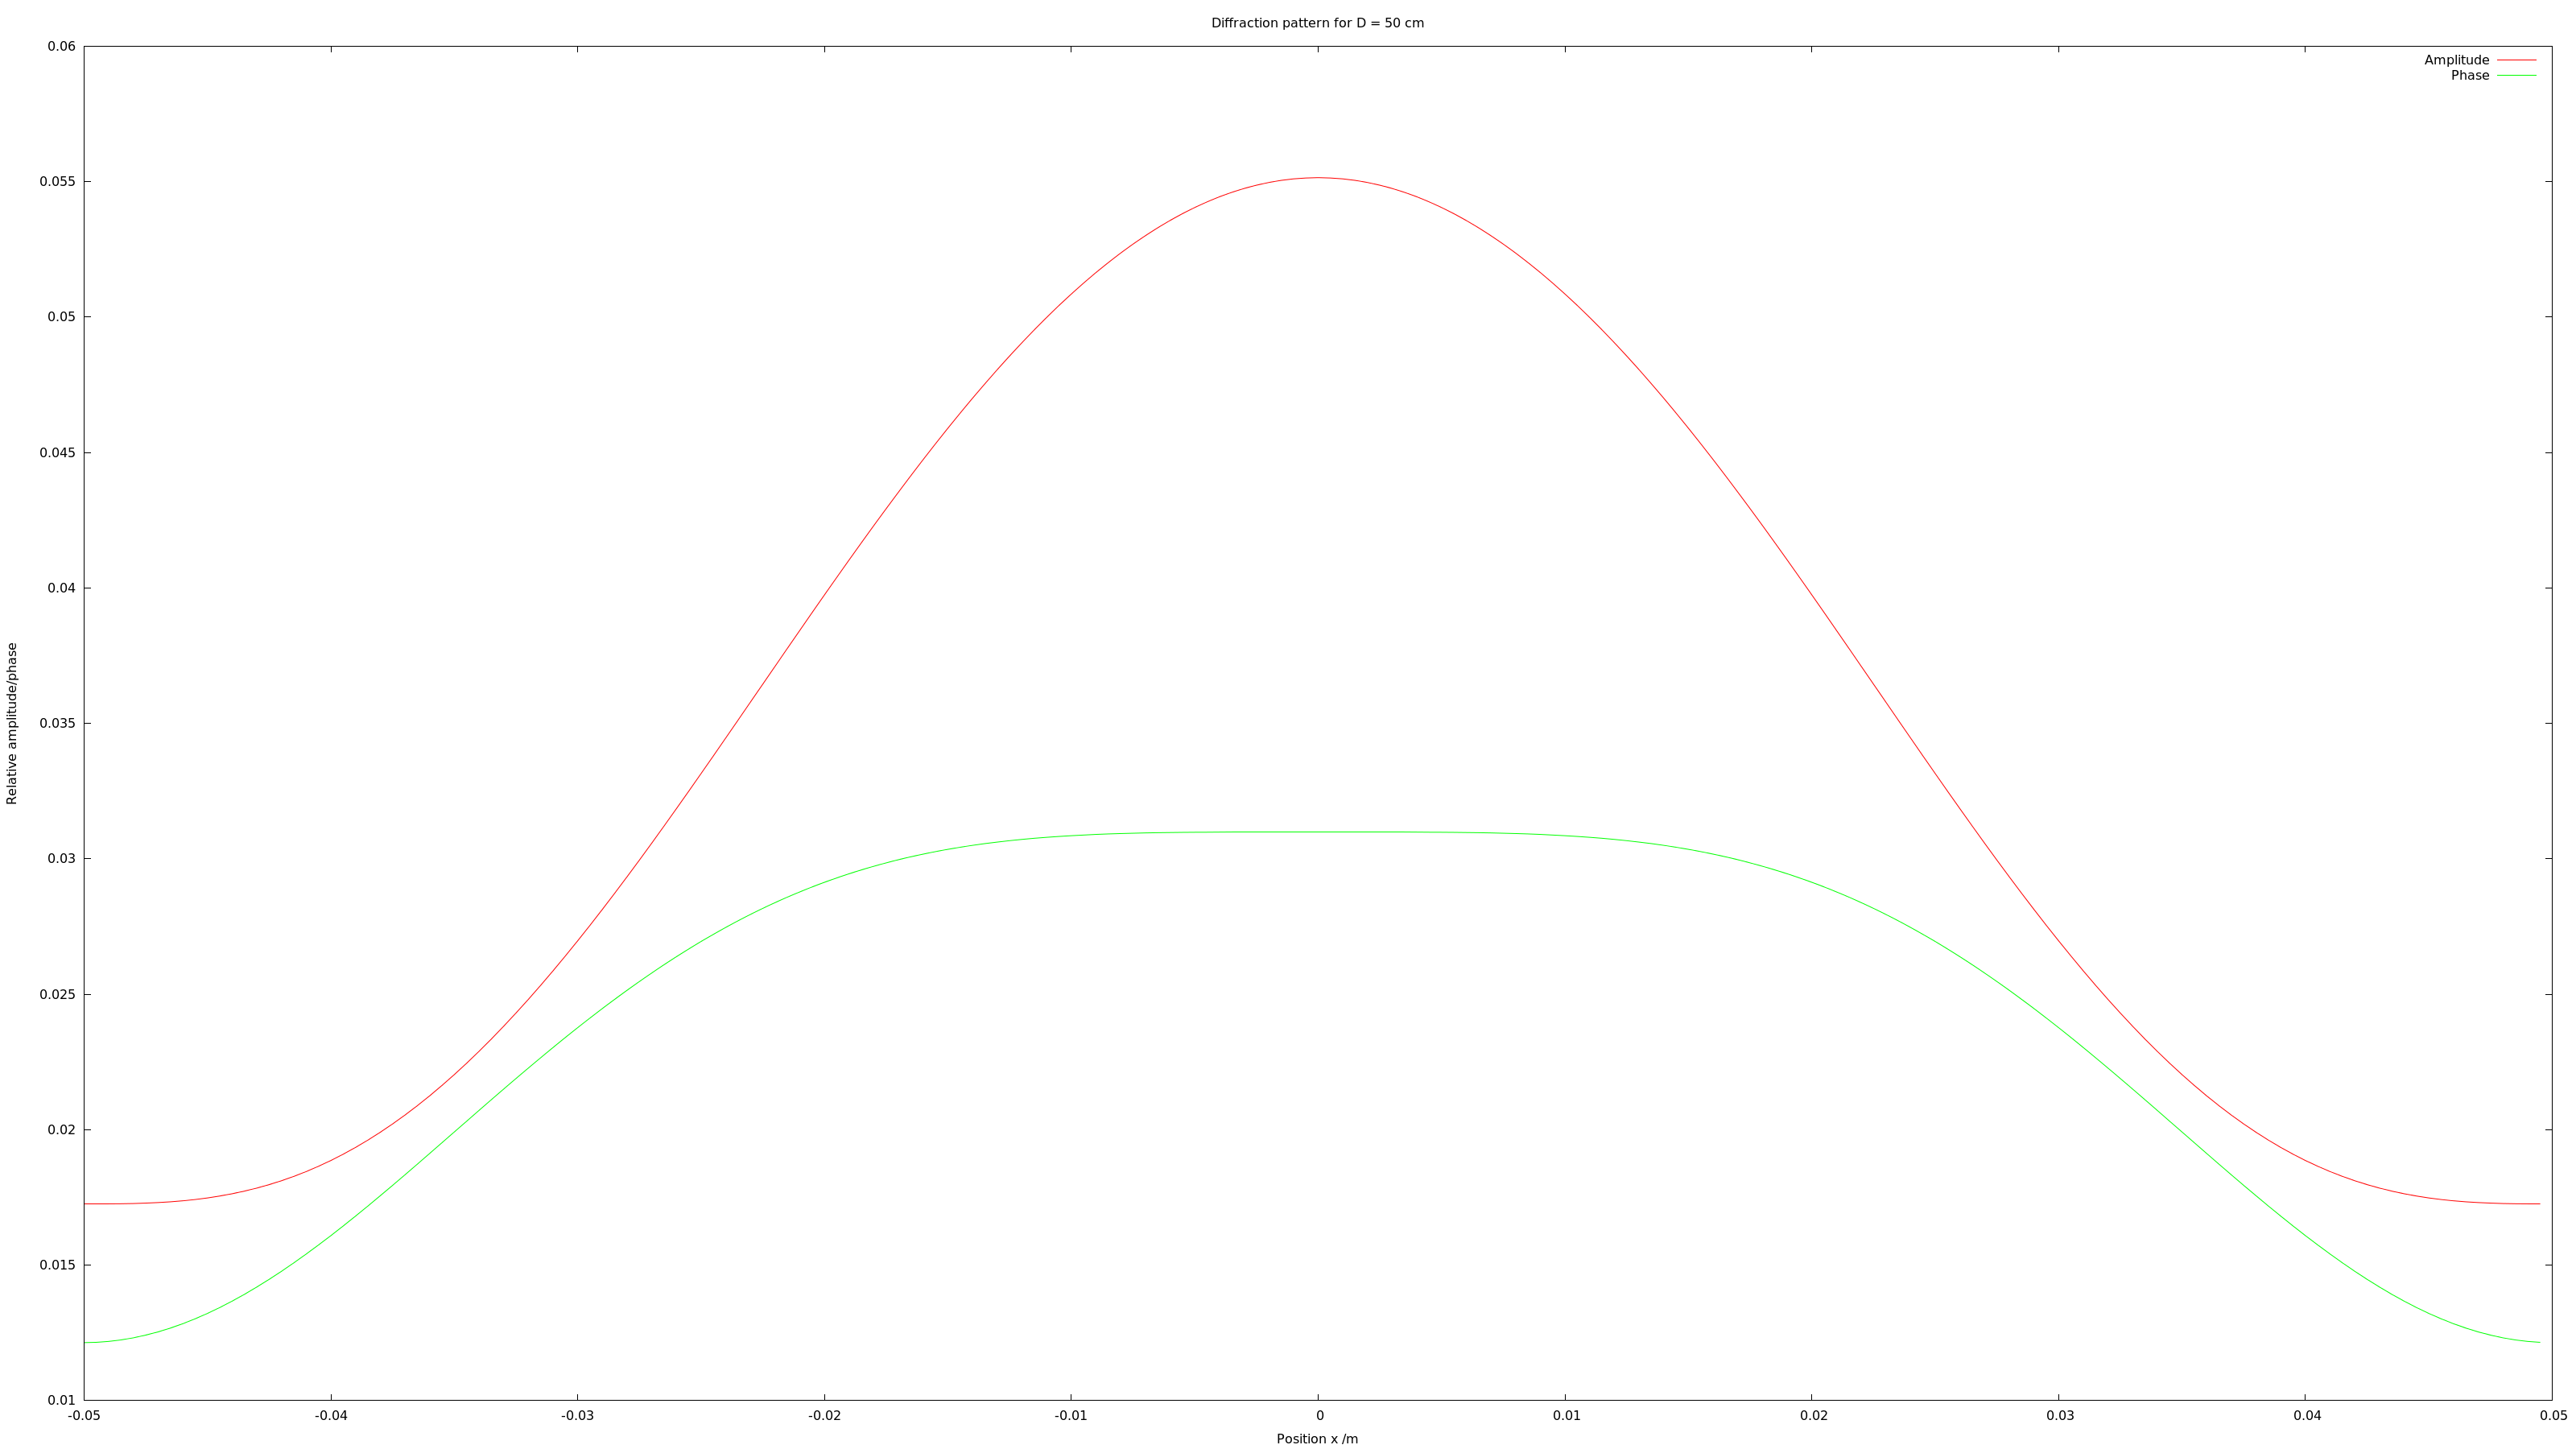 Diffraction pattern for D = 50 cm
Amplitude
Phase
0.06
0.055
0.05
0.045
0.04
0.035
0.03
0.025
0.02
0.015
0.01
Relative amplitude/phase
-0.05 -0.04 -0.03 -0.02 -0.01 0 0.01 0.02 0.03 0.04 0.05
Position x /m